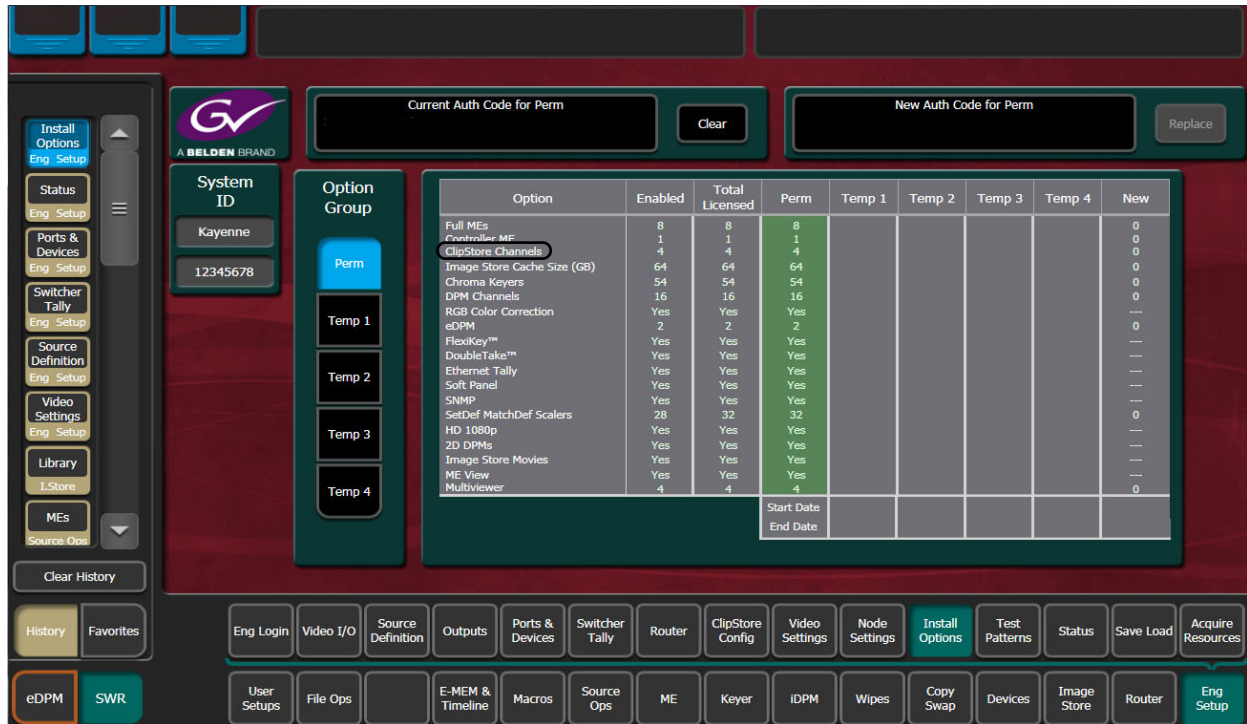 Current Auth Code for Perm
Clear
New Auth Code for Perm
Replace
GV
A BELDEN BRAND
Install
Options
Eng Setup
Status
Eng Setup
Ports &
Devices
Eng Setup
Switcher
Tally
Eng Setup
Source
Definition
Eng Setup
Video
Settings
Eng Setup
Library
I.Store
MEs
Source Ops
Clear History
History
Favorites
eDPM
SWR
System
ID
Kayenne
12345678
Option
Group
Perm
Temp 1
Temp 2
Temp 3
Temp 4
Option Enabled Total Licensed Perm Temp 1 Temp 2 Temp 3 Temp 4 New
Full MEs 8 8 8 0
Controller ME 1 1 1 0
ClipStore Channels 4 4 4 0
Image Store Cache Size (GB) 64 64 64 0
Chroma Keyers 54 54 54 0
DPM Channels 16 16 16 0
RGB Color Correction Yes Yes Yes ---
eDPM 2 2 2 0
FlexiKey™ Yes Yes Yes ---
DoubleTake™ Yes Yes Yes ---
Ethernet Tally Yes Yes Yes ---
Soft Panel Yes Yes Yes ---
SNMP Yes Yes Yes ---
SetDef MatchDef Scalers 28 32 32 0
HD 1080p Yes Yes Yes ---
2D DPMs Yes Yes Yes ---
Image Store Movies Yes Yes Yes ---
ME View Yes Yes Yes ---
Multiviewer 4 4 4 0
Start Date
End Date
Eng Login
Video I/O
Source
Definition
Outputs
Ports &
Devices
Switcher
Tally
Router
ClipStore
Config
Video
Settings
Node
Settings
Install
Options
Test
Patterns
Status
Save Load
Acquire
Resources
User
Setups
File Ops
E-MEM &
Timeline
Macros
Source
Ops
ME
Keyer
iDPM
Wipes
Copy
Swap
Devices
Image
Store
Router
Eng
Setup